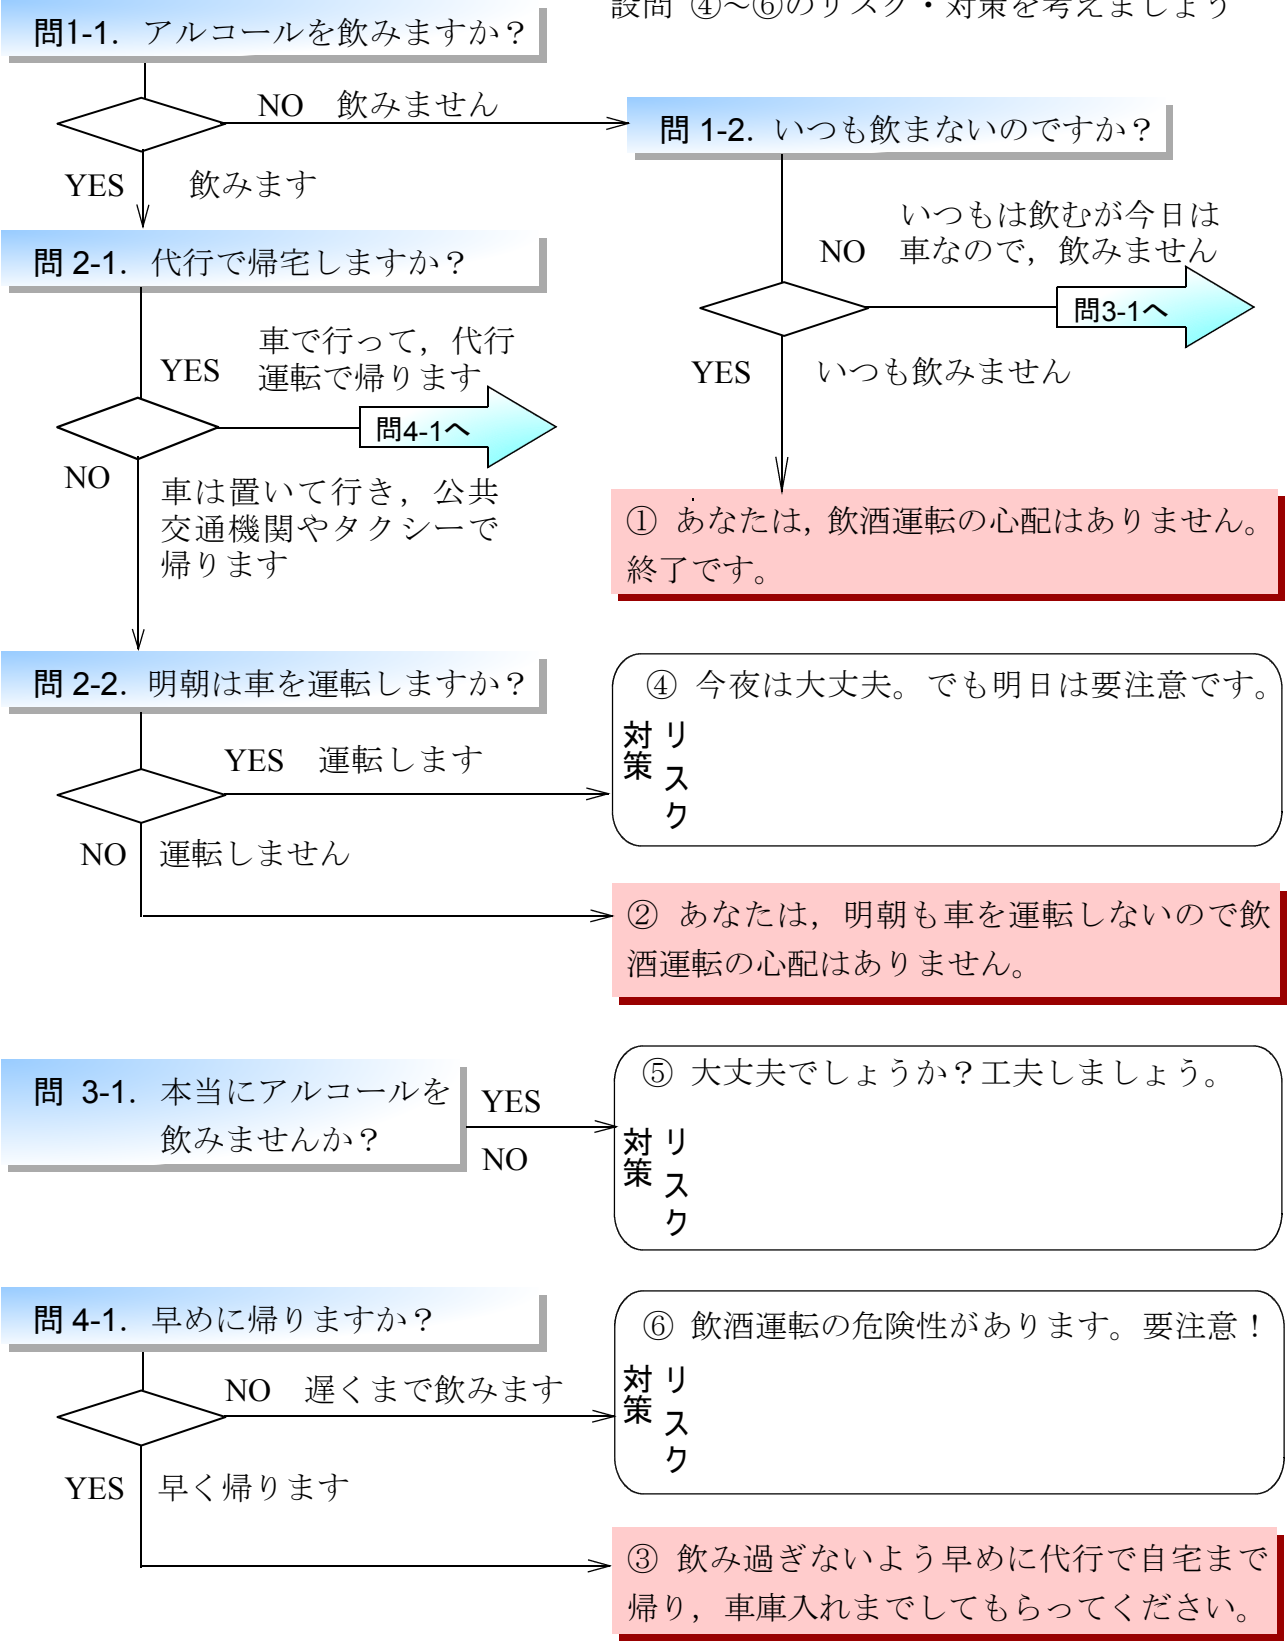 設問 ④～⑥のリスク・対策を考えましょう
問1-1. アルコールを飲みますか？
NO 飲みません
YES 飲みます
問 1-2. いつも飲まないのですか？
いつもは飲むが今日は
NO 車なので，飲みません
問3-1へ
YES いつも飲みません
① あなたは，飲酒運転の心配はありません。
終了です。
問 2-1. 代行で帰宅しますか？
車で行って，代行
YES 運転で帰ります
問4-1へ
NO
車は置いて行き，公共
交通機関やタクシーで
帰ります
問 2-2. 明朝は車を運転しますか？
YES 運転します
NO 運転しません
④ 今夜は大丈夫。でも明日は要注意です。
リスク
対策
② あなたは，明朝も車を運転しないので飲
酒運転の心配はありません。
問 3-1. 本当にアルコールを
飲みませんか？
YES
NO
⑤ 大丈夫でしょうか？工夫しましょう。
リスク
対策
問 4-1. 早めに帰りますか？
NO 遅くまで飲みます
YES 早く帰ります
⑥ 飲酒運転の危険性があります。要注意！
リスク
対策
③ 飲み過ぎないよう早めに代行で自宅まで
帰り，車庫入れまでしてもらってください。